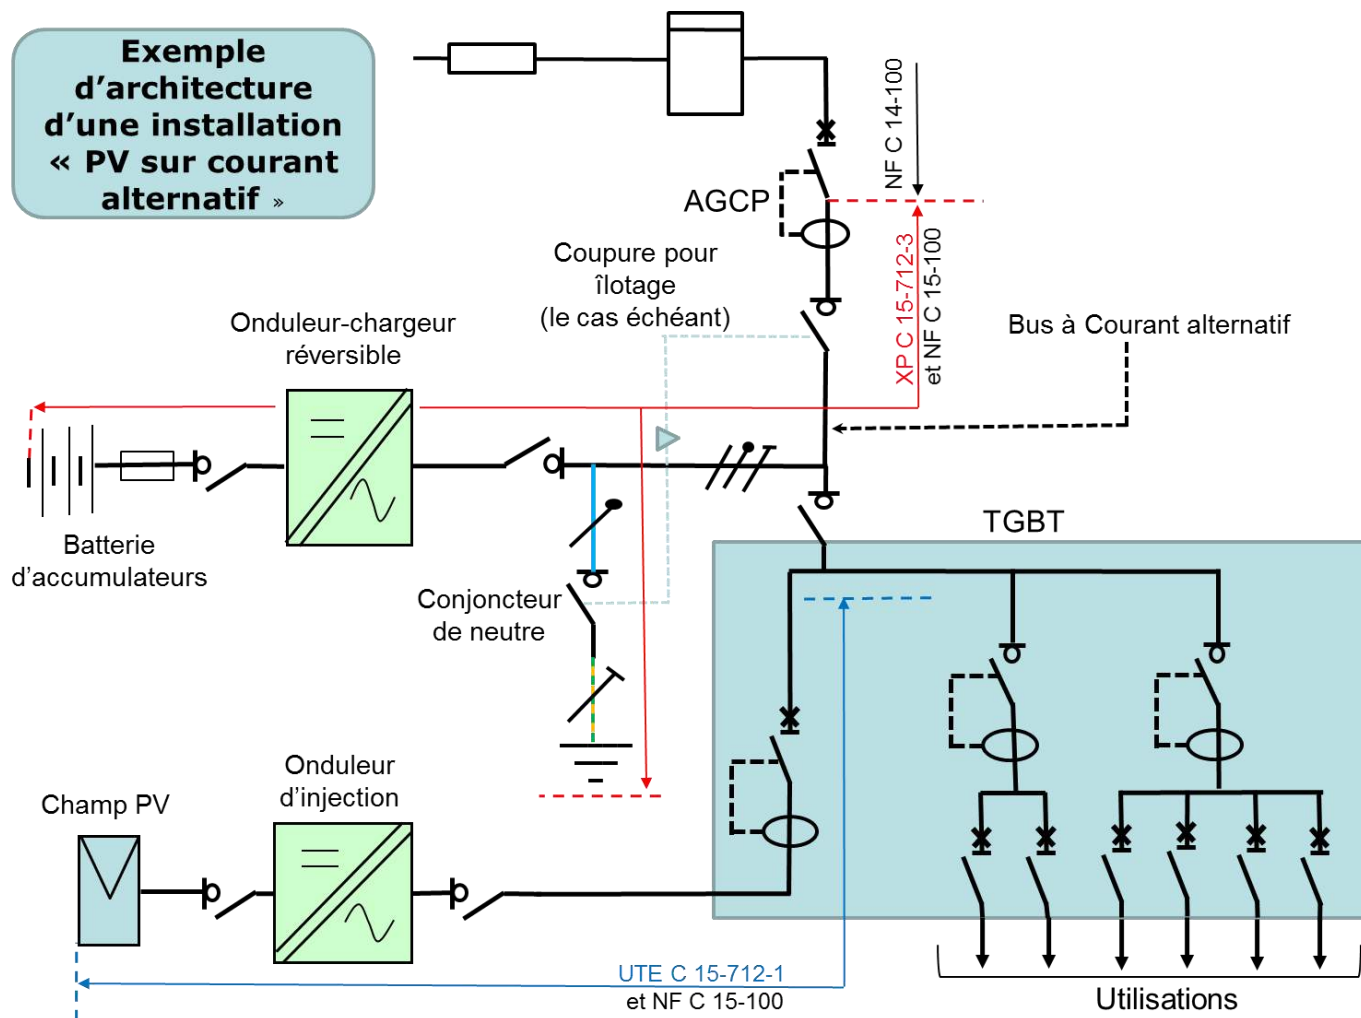 Exemple
d’architecture
d’une installation
« PV sur courant
alternatif »
NF C 14-100
AGCP
XP C 15-712-3
et NF C 15-100
Coupure pour
îlotage
(le cas échéant)
Bus à Courant alternatif
Onduleur-chargeur
réversible
TGBT
Batterie
d’accumulateurs
Conjoncteur
de neutre
Onduleur
d’injection
Champ PV
UTE C 15-712-1
et NF C 15-100
Utilisations